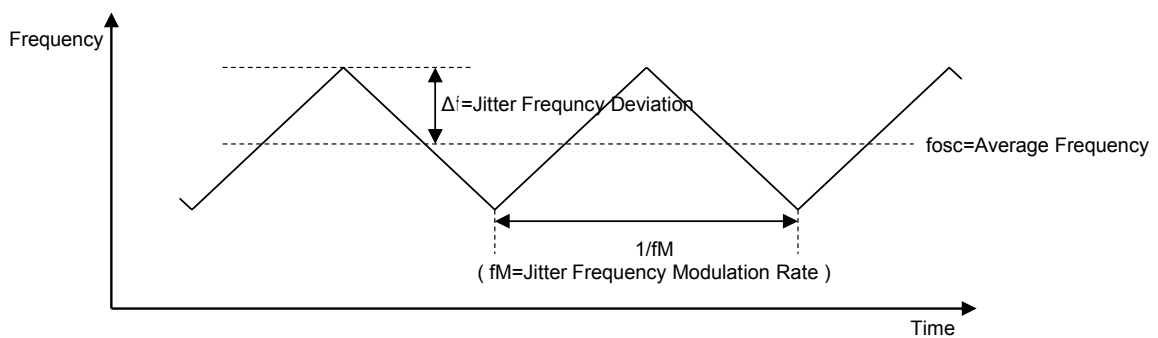 Frequency
Δf=Jitter Frequncy Deviation
fosc=Average Frequency
1/fM
( fM=Jitter Frequency Modulation Rate )
Time